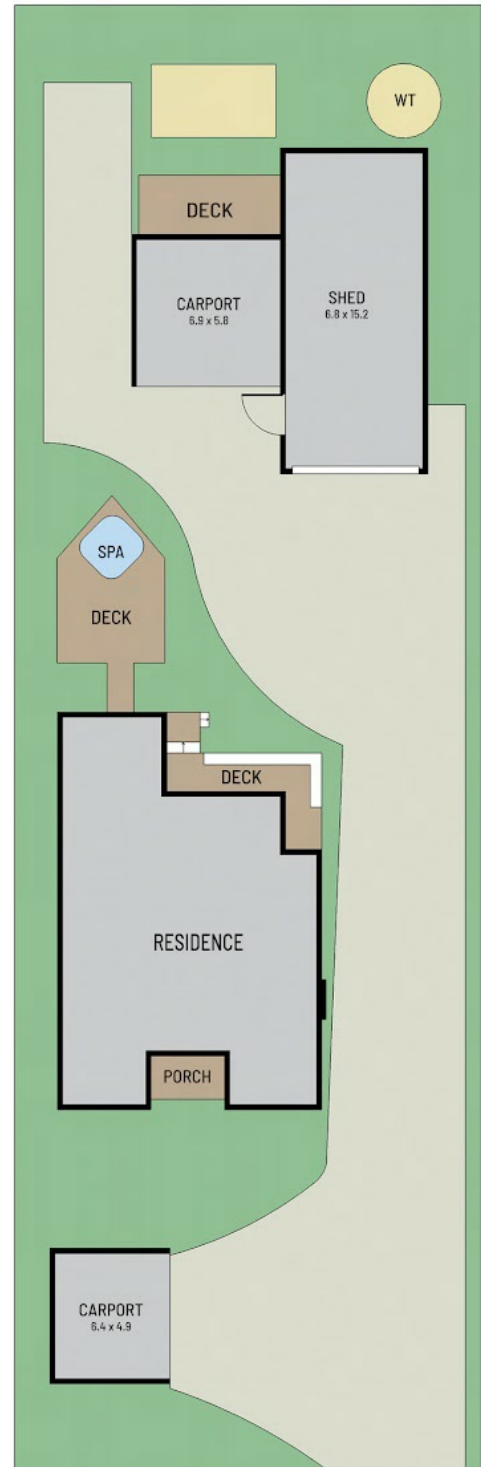 WT
DECK
CARPORT
6.9 x 5.8
SHED
6.8 x 15.2
SPA
DECK
DECK
RESIDENCE
PORCH
CARPORT
6.4 x 4.9